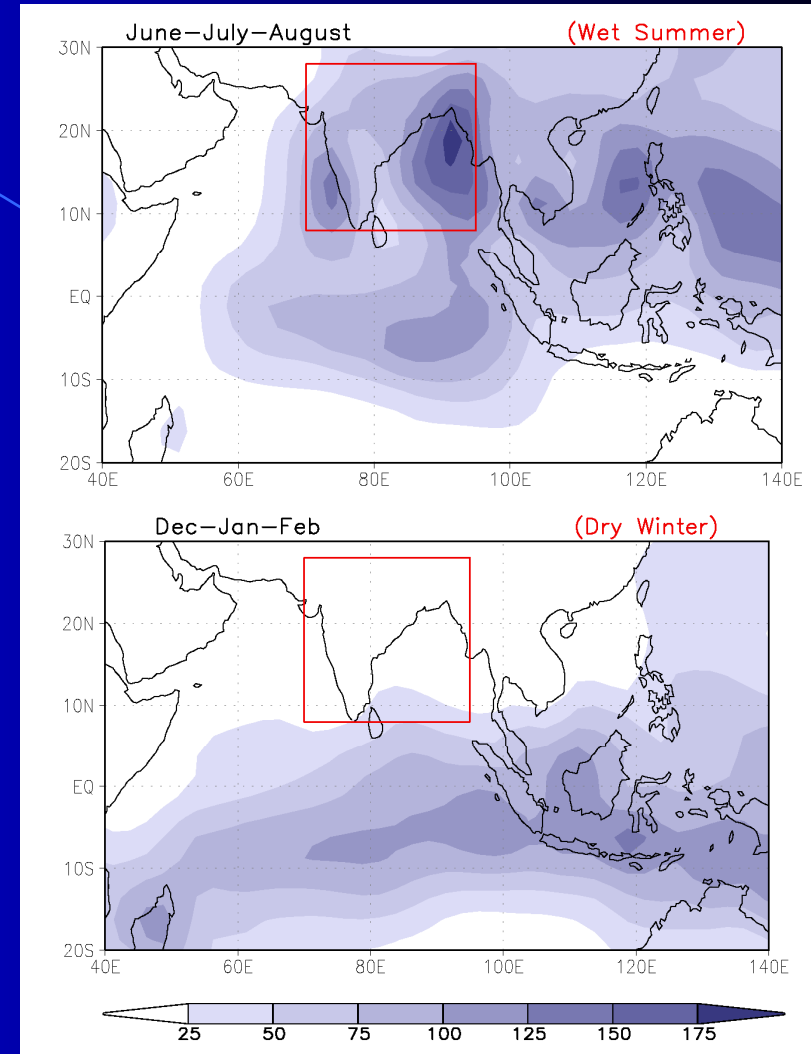 June–July–August (Wet Summer)
30N
20N
10N
EQ
10S
20S
40E 60E 80E 100E 120E 140E
Dec–Jan–Feb (Dry Winter)
30N
20N
10N
EQ
10S
20S
40E 60E 80E 100E 120E 140E
25 50 75 100 125 150 175